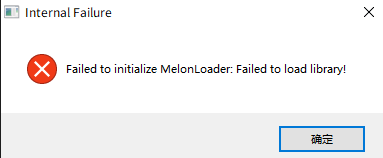 Internal Failure
Failed to initialize MelonLoader: Failed to load library!
确定